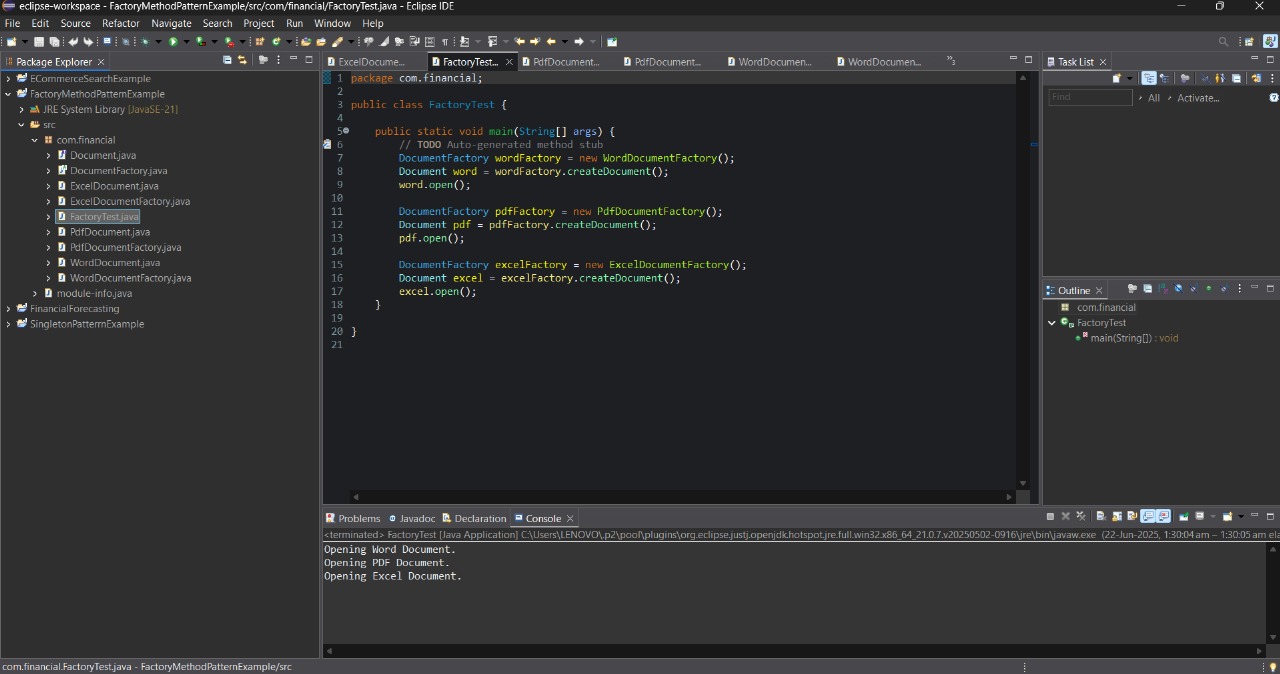 eclipse-workspace - FactoryMethodPatternExample/src/com/financial/FactoryTest.java - Eclipse IDE
File Edit Source Refactor Navigate Search Project Run Window Help
Package Explorer
ECommerceSearchExample
FactoryMethodPatternExample
JRE System Library [JavaSE-21]
src
com.financial
Document.java
DocumentFactory.java
ExcelDocument.java
ExcelDocumentFactory.java
FactoryTest.java
PdfDocument.java
PdfDocumentFactory.java
WordDocument.java
WordDocumentFactory.java
module-info.java
FinancialForecasting
SingletonPatternExample
ExcelDocume... FactoryTest... PdfDocument... PdfDocument... WordDocumen... WordDocumen...
1 package com.financial;
2
3 public class FactoryTest {
4
5 public static void main(String[] args) {
6 // TODO Auto-generated method stub
7 DocumentFactory wordFactory = new WordDocumentFactory();
8 Document word = wordFactory.createDocument();
9 word.open();
10
11 DocumentFactory pdfFactory = new PdfDocumentFactory();
12 Document pdf = pdfFactory.createDocument();
13 pdf.open();
14
15 DocumentFactory excelFactory = new ExcelDocumentFactory();
16 Document excel = excelFactory.createDocument();
17 excel.open();
18 }
19
20 }
21
Task List
Find All Activate...
Outline
com.financial
FactoryTest
main(String[]) : void
Problems Javadoc Declaration Console
<terminated> FactoryTest [Java Application] C:\Users\LENOVO\.p2\pool\plugins\org.eclipse.justj.openjdk.hotspot.jre.full.win32.x86_64_21.0.7.v20250502-0916\jre\bin\javaw.exe (22-Jun-2025, 1:30:04 am – 1:30:05 am ela
Opening Word Document.
Opening PDF Document.
Opening Excel Document.
com.financial.FactoryTest.java - FactoryMethodPatternExample/src